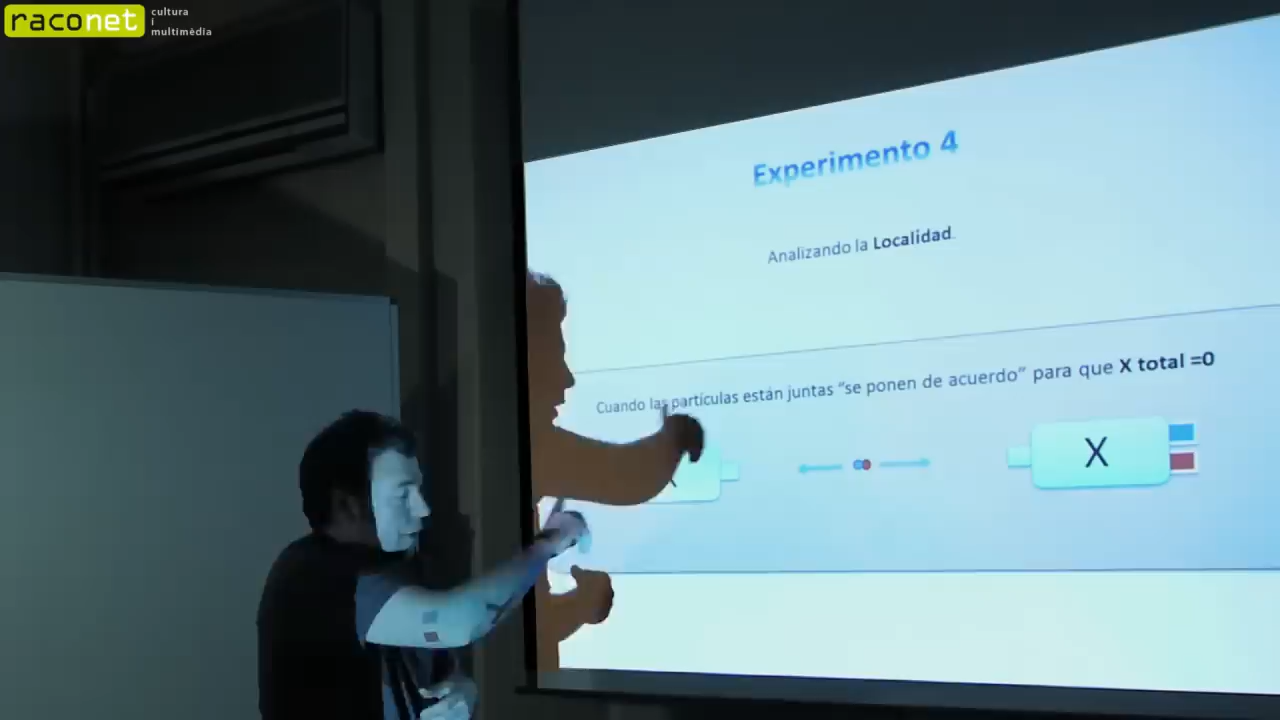 raconet
cultura
i
multimèdia
Experimento 4
Analizando la Localidad.
Cuando las partículas están juntas "se ponen de acuerdo" para que X total =0
X